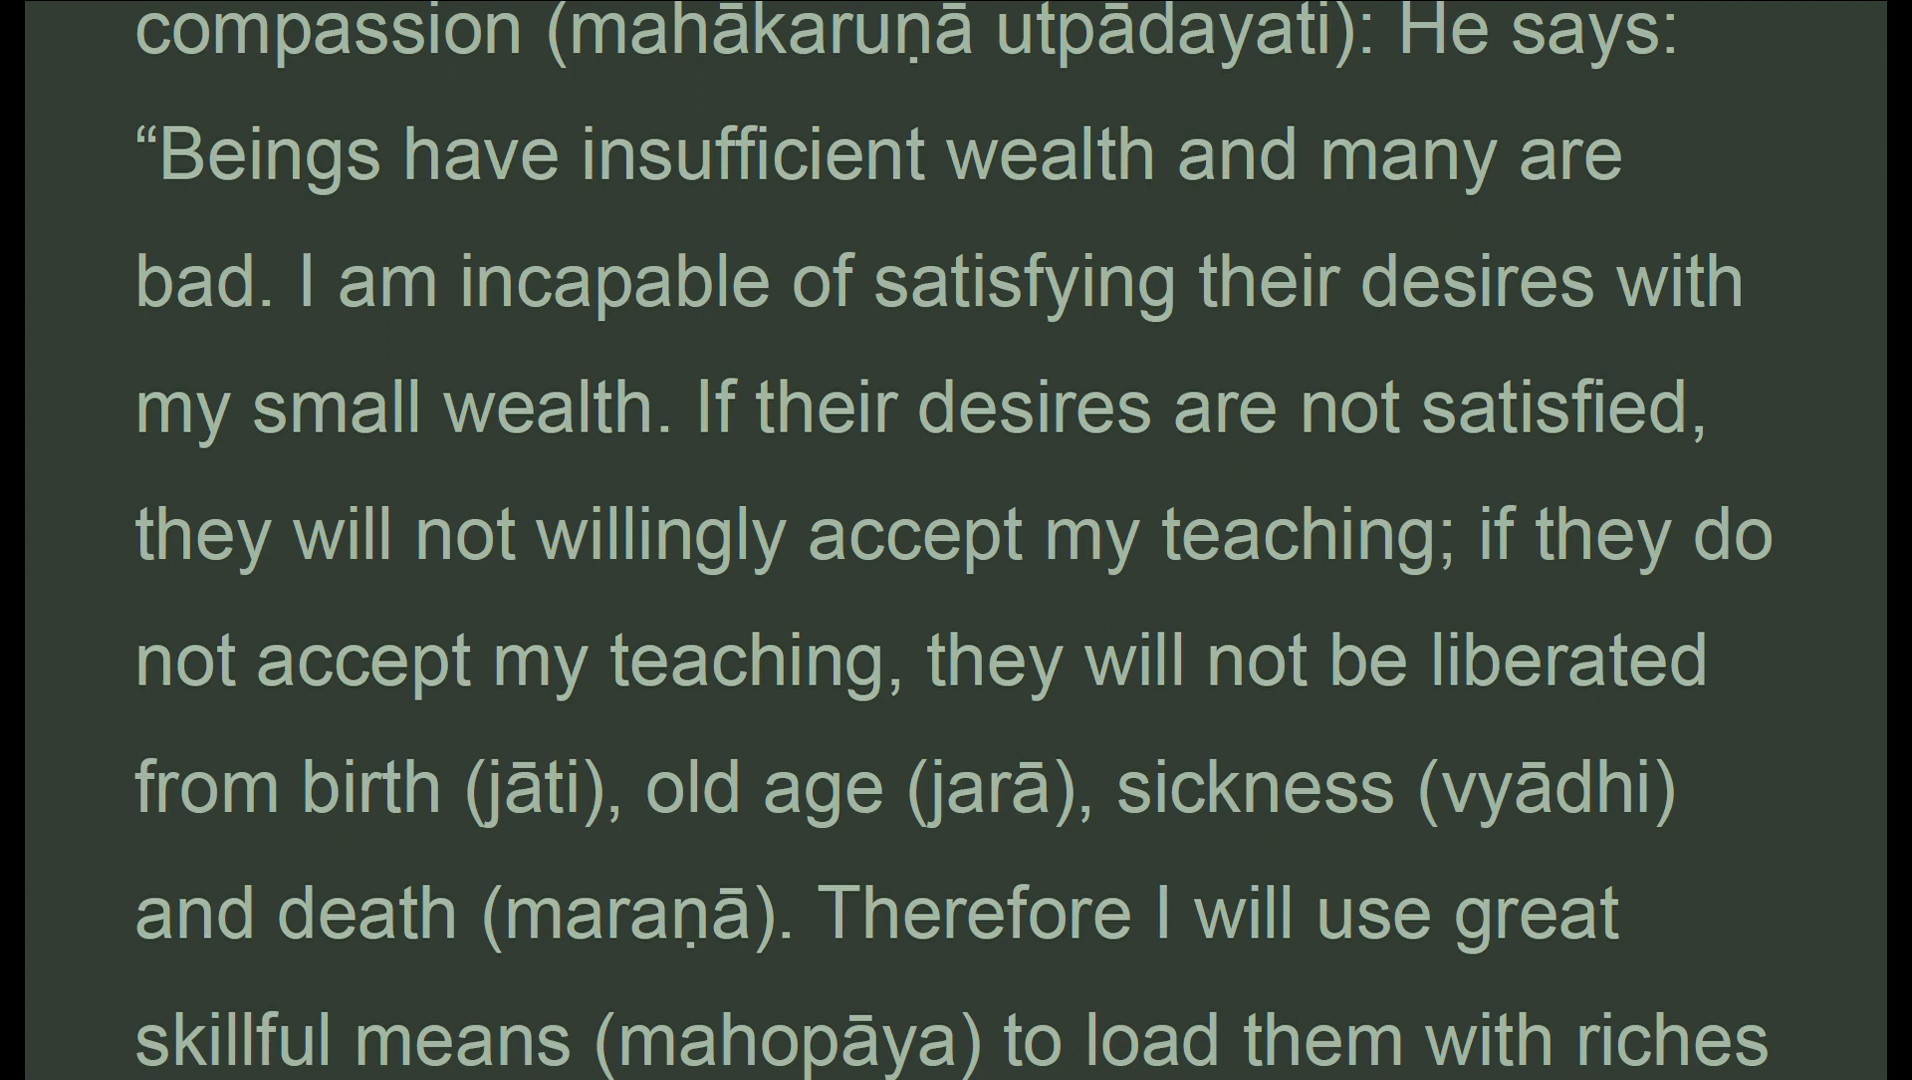 compassion (mahākaruṇā utpādayati): He says:
“Beings have insufficient wealth and many are
bad. I am incapable of satisfying their desires with
my small wealth. If their desires are not satisfied,
they will not willingly accept my teaching; if they do
not accept my teaching, they will not be liberated
from birth (jāti), old age (jarā), sickness (vyādhi)
and death (maraṇā). Therefore I will use great
skillful means (mahopāya) to load them with riches